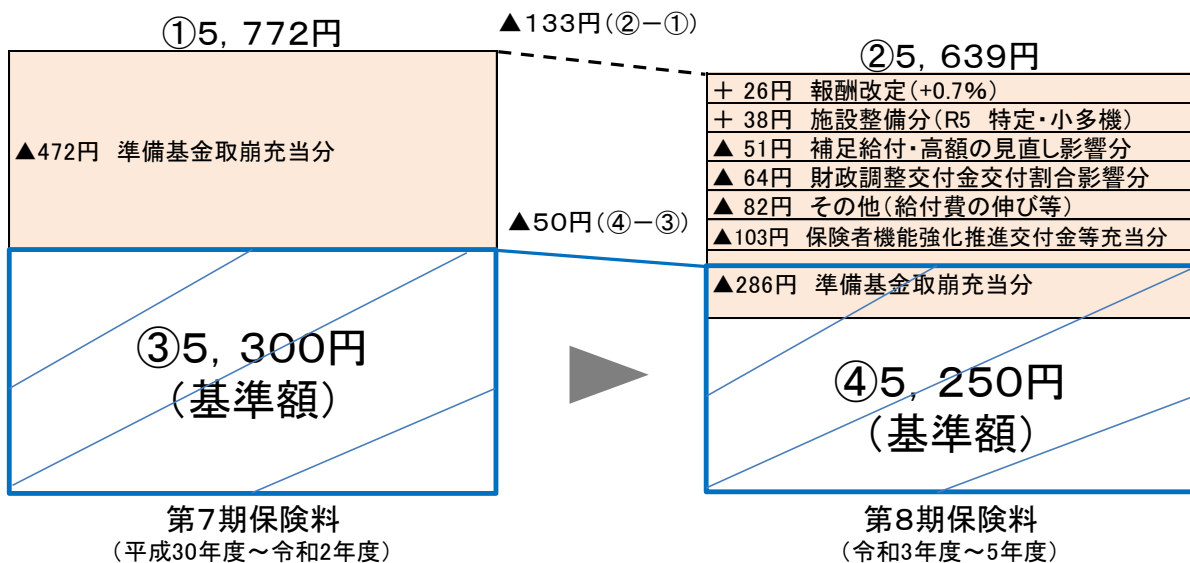 ①5，772円
▲472円 準備基金取崩充当分
③5，300円
（基準額）
第7期保険料
（平成30年度～令和2年度）
▲133円（②－①）
▲50円（④－③）
②5，639円
＋ 26円 報酬改定（+0.7%）
＋ 38円 施設整備分（R5 特定・小多機）
▲ 51円 補足給付・高額の見直し影響分
▲ 64円 財政調整交付金交付割合影響分
▲ 82円 その他（給付費の伸び等）
▲103円 保険者機能強化推進交付金等充当分
▲286円 準備基金取崩充当分
④5，250円
（基準額）
第8期保険料
（令和3年度～5年度）